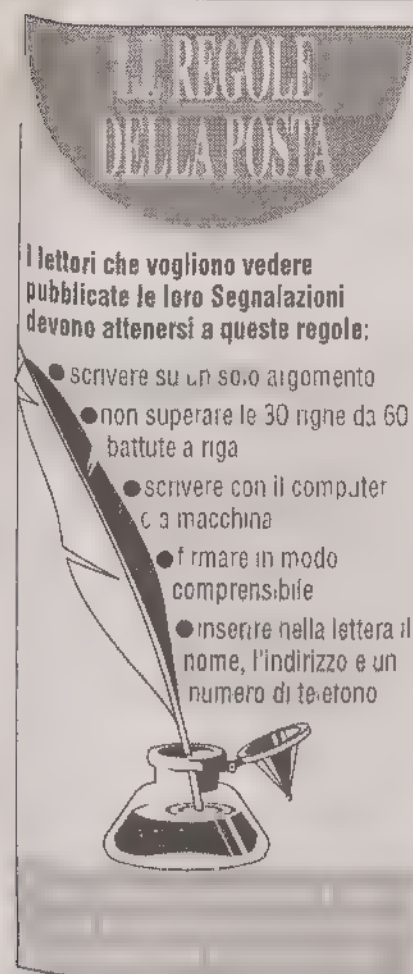 LE REGOLE
DELLA POSTA
I lettori che vogliono vedere
pubblicate le loro Segnalazioni
devono attenersi a queste regole:
● scrivere su un solo argomento
● non superare le 30 righe da 60
battute a riga
● scrivere con il computer
o a macchina
● firmare in modo
comprensibile
● inserire nella lettera il
nome, l'indirizzo e un
numero di telefono